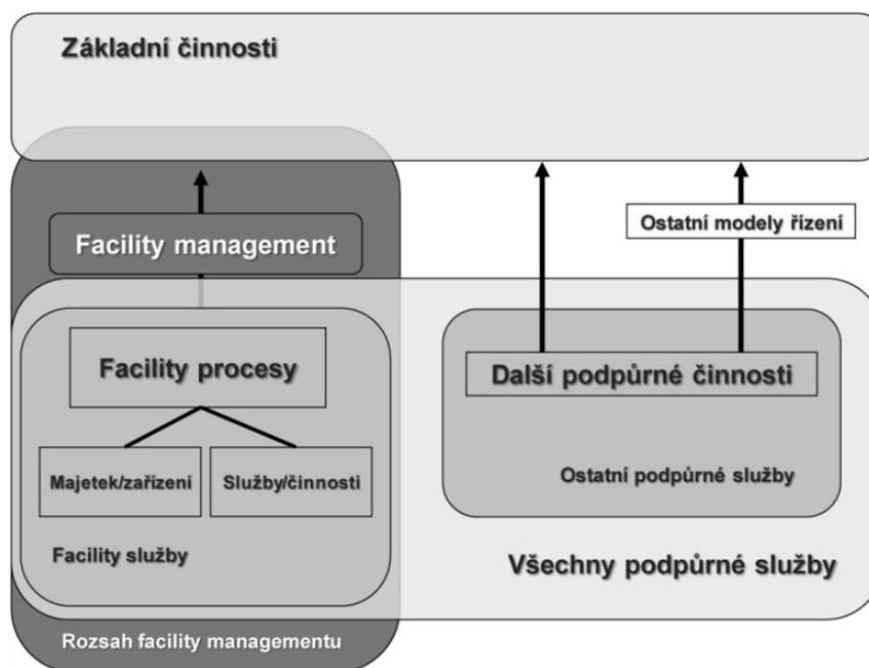 Základní činnosti
Ostatní modely řízení
Facility management
Facility procesy
Další podpůrné činnosti
Majetek/zařízení
Služby/činnosti
Ostatní podpůrné služby
Facility služby
Všechny podpůrné služby
Rozsah facility managementu